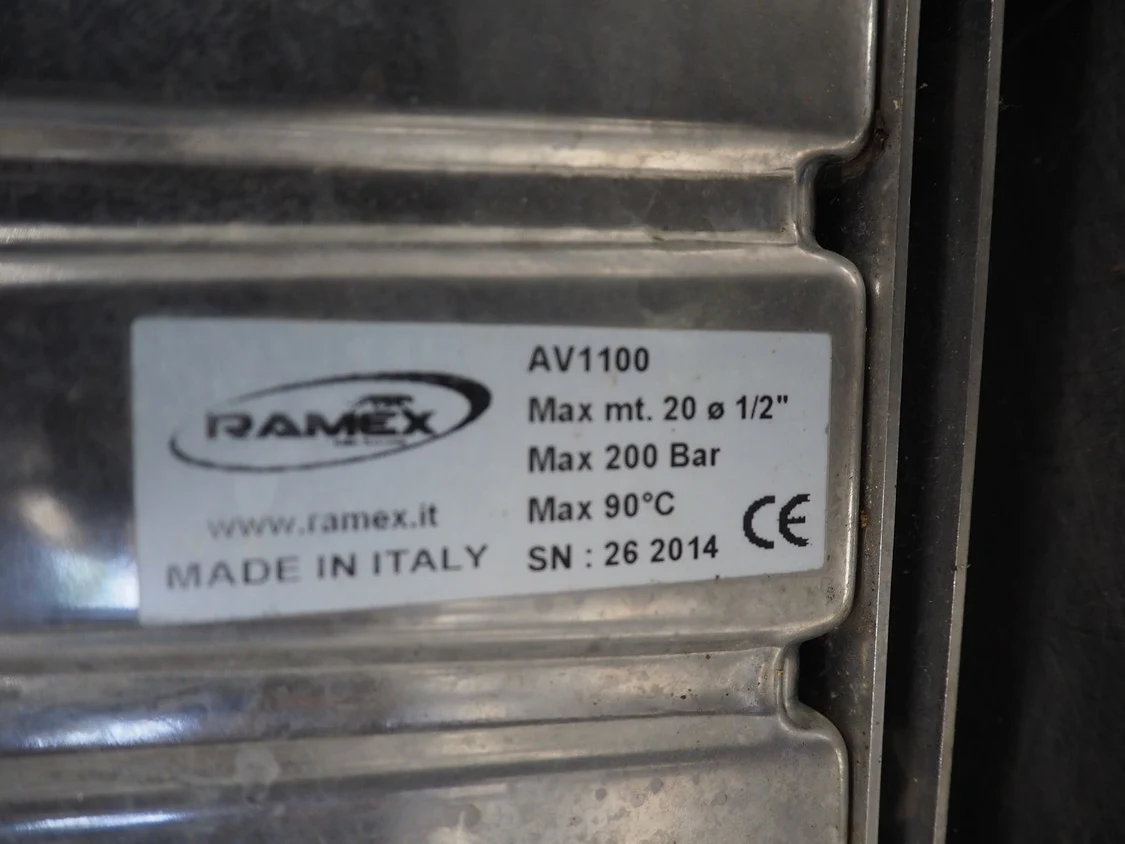 RAMEX
www.ramex.it
MADE IN ITALY
AV1100
Max mt. 20 ø 1/2"
Max 200 Bar
Max 90°C
SN : 26 2014
CE